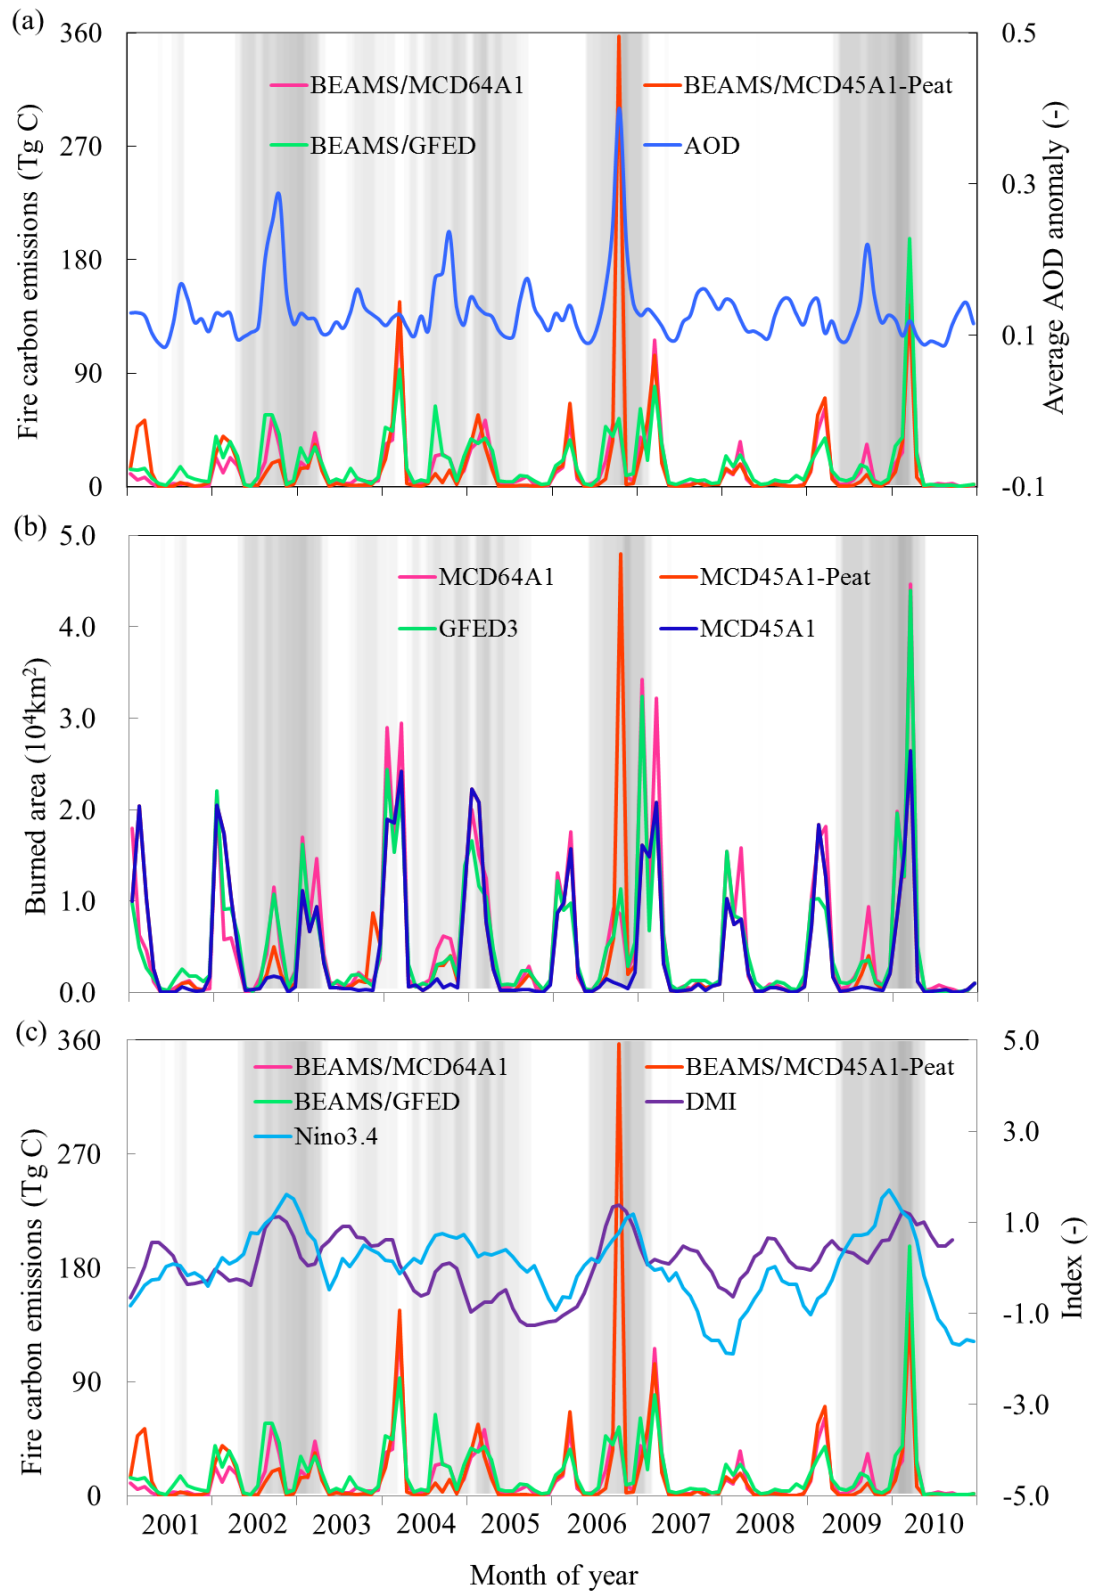 (a)
360
270
180
90
0
Fire carbon emissions (Tg C)
BEAMS/MCD64A1
BEAMS/MCD45A1-Peat
BEAMS/GFED
AOD
0.5
0.3
0.1
-0.1
Average AOD anomaly (-)
(b)
5.0
4.0
3.0
2.0
1.0
0.0
Burned area (10⁴km²)
MCD64A1
MCD45A1-Peat
GFED3
MCD45A1
(c)
360
270
180
90
0
Fire carbon emissions (Tg C)
BEAMS/MCD64A1
BEAMS/MCD45A1-Peat
BEAMS/GFED
DMI
Nino3.4
5.0
3.0
1.0
-1.0
-3.0
-5.0
Index (-)
2001 2002 2003 2004 2005 2006 2007 2008 2009 2010
Month of year